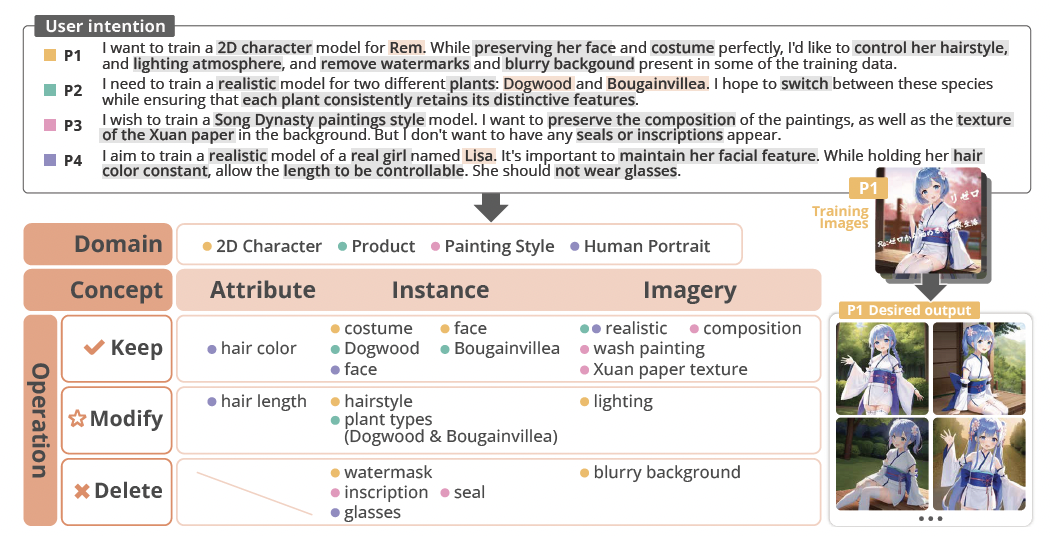 User intention
P1 I want to train a 2D character model for Rem. While preserving her face and costume perfectly, I'd like to control her hairstyle,
and lighting atmosphere, and remove watermarks and blurry backgound present in some of the training data.
P2 I need to train a realistic model for two different plants: Dogwood and Bougainvillea. I hope to switch between these species
while ensuring that each plant consistently retains its distinctive features.
P3 I wish to train a Song Dynasty paintings style model. I want to preserve the composition of the paintings, as well as the texture
of the Xuan paper in the background. But I don't want to have any seals or inscriptions appear.
P4 I aim to train a realistic model of a real girl named Lisa. It's important to maintain her facial feature. While holding her hair
color constant, allow the length to be controllable. She should not wear glasses.
P1
Training
Images
Domain
2D Character Product Painting Style Human Portrait
Concept Attribute Instance Imagery
P1 Desired output
Operation
Keep
hair color
costume face
Dogwood Bougainvillea
face
realistic composition
wash painting
Xuan paper texture
Modify
hair length
hairstyle
plant types
(Dogwood & Bougainvillea)
lighting
Delete
watermask
inscription seal
glasses
blurry background
...